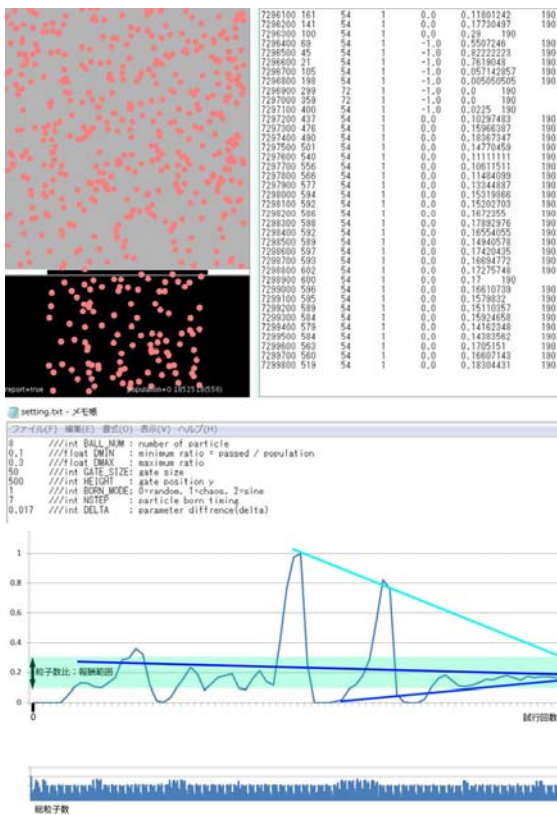 7296100 161 54 1 0.0 0.11801242 190
7296200 141 54 1 0.0 0.17730497 190
7296300 100 54 1 0.0 0.29 190
7296400 69 54 1 -1.0 0.5507246 190
7296500 45 54 1 -1.0 0.82222223 190
7296600 21 54 1 -1.0 0.7619048 190
7296700 105 54 1 -1.0 0.057142857 190
7296800 198 54 1 -1.0 0.005050505 190
7296900 299 72 1 -1.0 0.0 190
7297000 359 72 1 -1.0 0.0 190
7297100 400 54 1 -1.0 0.0225 190
7297200 437 54 1 0.0 0.10297483 190
7297300 476 54 1 0.0 0.15966387 190
7297400 490 54 1 0.0 0.18367347 190
7297500 501 54 1 0.0 0.14770459 190
7297600 540 54 1 0.0 0.11111111 190
7297700 556 54 1 0.0 0.10611511 190
7297800 566 54 1 0.0 0.11484099 190
7297900 577 54 1 0.0 0.13344887 190
7298000 594 54 1 0.0 0.15319866 190
7298100 592 54 1 0.0 0.15202703 190
7298200 586 54 1 0.0 0.1672355 190
7298300 598 54 1 0.0 0.17892976 190
7298400 592 54 1 0.0 0.16554055 190
7298500 589 54 1 0.0 0.14940578 190
7298600 597 54 1 0.0 0.17420435 190
7298700 593 54 1 0.0 0.16694772 190
7298800 602 54 1 0.0 0.17275748 190
7298900 600 54 1 0.0 0.17 190
7299000 596 54 1 0.0 0.16610739 190
7299100 595 54 1 0.0 0.1579832 190
7299200 589 54 1 0.0 0.15110357 190
7299300 584 54 1 0.0 0.15924658 190
7299400 579 54 1 0.0 0.14162348 190
7299500 584 54 1 0.0 0.14383562 190
7299600 563 54 1 0.0 0.1705151 190
7299700 560 54 1 0.0 0.16607143 190
7299800 519 54 1 0.0 0.18304431 190
report=true population=0.1852518(556)
setting.txt - メモ帳
ファイル(F) 編集(E) 書式(O) 表示(V) ヘルプ(H)
8 ///int BALL_NUM : number of particle
0.1 ///float DMIN : minimum ratio = passed / population
0.3 ///float DMAX : maximum ratio
50 ///int GATE_SIZE: gate size
500 ///int HEIGHT : gate position y
1 ///int BORN_MODE: 0=random, 1=chaos, 2=sine
7 ///int NSTEP : particle born timing
0.017 ///int DELTA : parameter diffrence(delta)
1
0.8
0.6
0.4
0.2
0
粒子数比：報酬範囲
0
試行回数
総粒子数